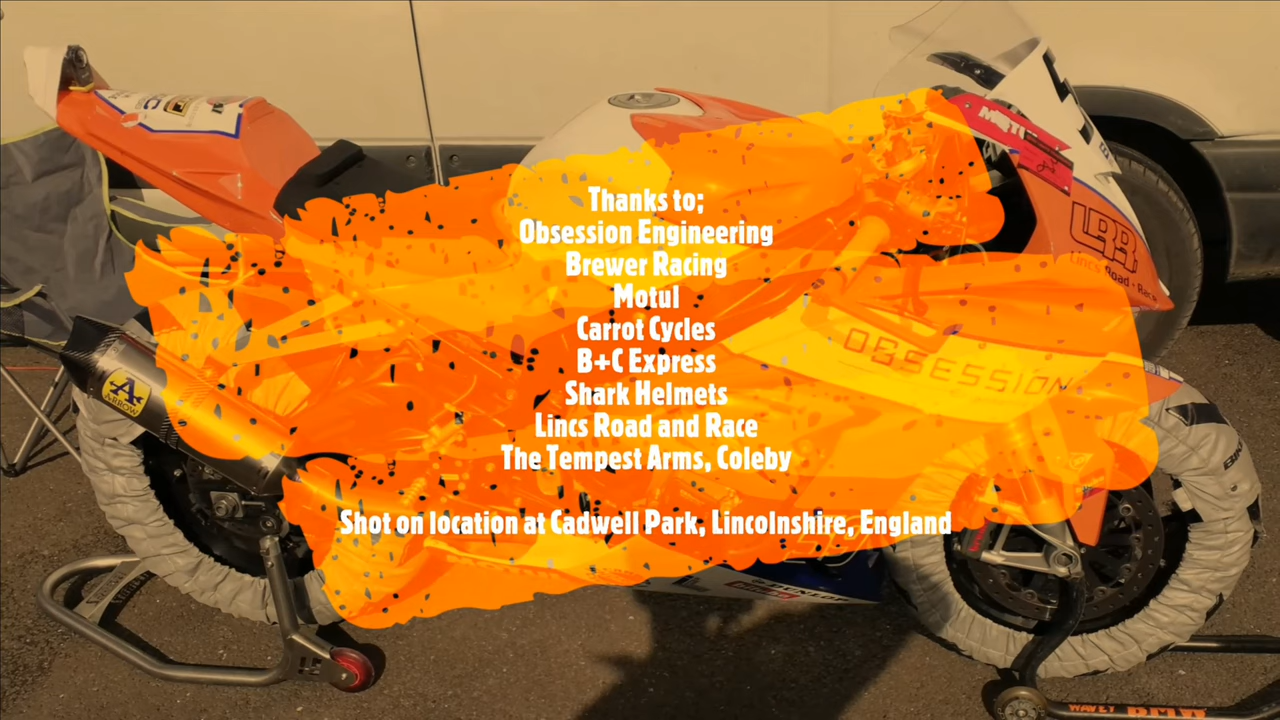 Thanks to;
Obsession Engineering
Brewer Racing
Motul
Carrot Cycles
B+C Express
Shark Helmets
Lincs Road and Race
The Tempest Arms, Coleby
Shot on location at Cadwell Park, Lincolnshire, England
LRR
Lincs Road • Race
OBSESSION
A
ARROW
BMW